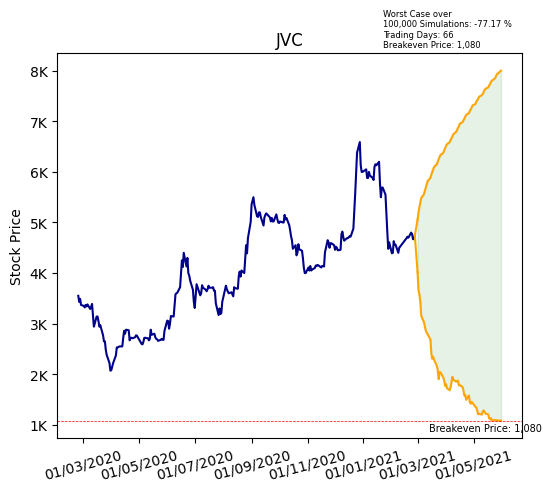 Worst Case over
100,000 Simulations: -77.17 %
Trading Days: 66
Breakeven Price: 1,080
JVC
8K
7K
6K
5K
4K
3K
2K
1K
Stock Price
Breakeven Price: 1,080
01/03/2020
01/05/2020
01/07/2020
01/09/2020
01/11/2020
01/01/2021
01/03/2021
01/05/2021